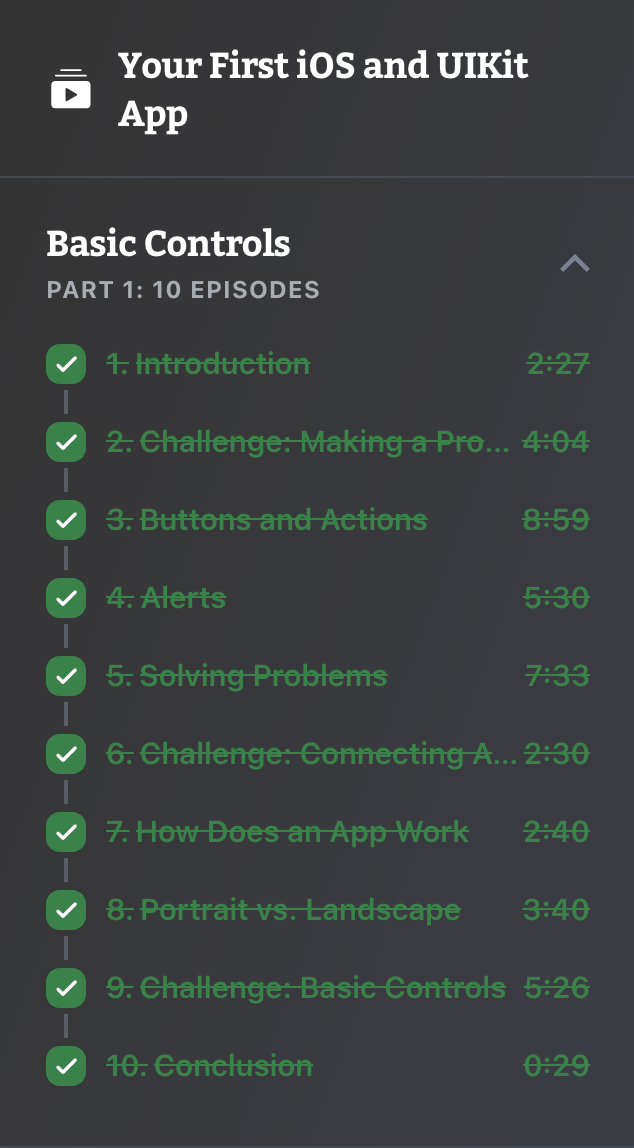 Your First iOS and UIKit
App
Basic Controls
PART 1: 10 EPISODES
1. Introduction 2:27
2. Challenge: Making a Pro... 4:04
3. Buttons and Actions 8:59
4. Alerts 5:30
5. Solving Problems 7:33
6. Challenge: Connecting A... 2:30
7. How Does an App Work 2:40
8. Portrait vs. Landscape 3:40
9. Challenge: Basic Controls 5:26
10. Conclusion 0:29